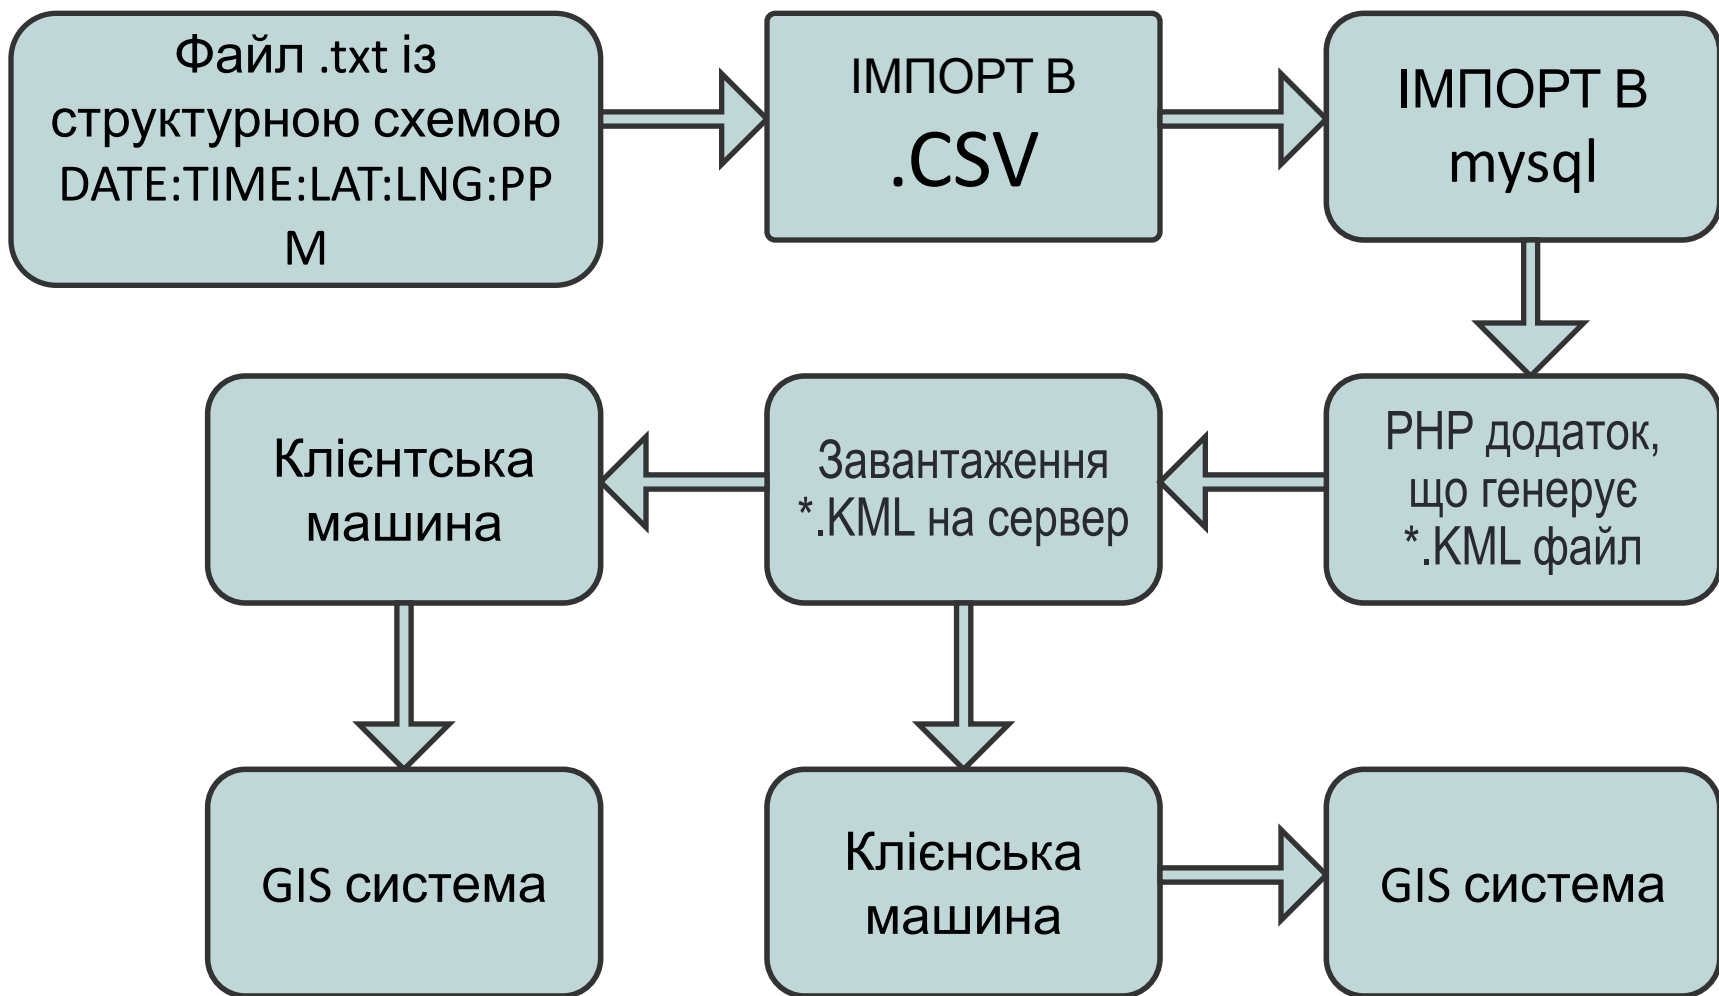 Файл .txt із
структурною схемою
DATE:TIME:LAT:LNG:PP
M
ІМПОРТ В
.CSV
ІМПОРТ В
mysql
PHP додаток,
що генерує
*.KML файл
Завантаження
*.KML на сервер
Клієнтська
машина
GIS система
Клієнська
машина
GIS система